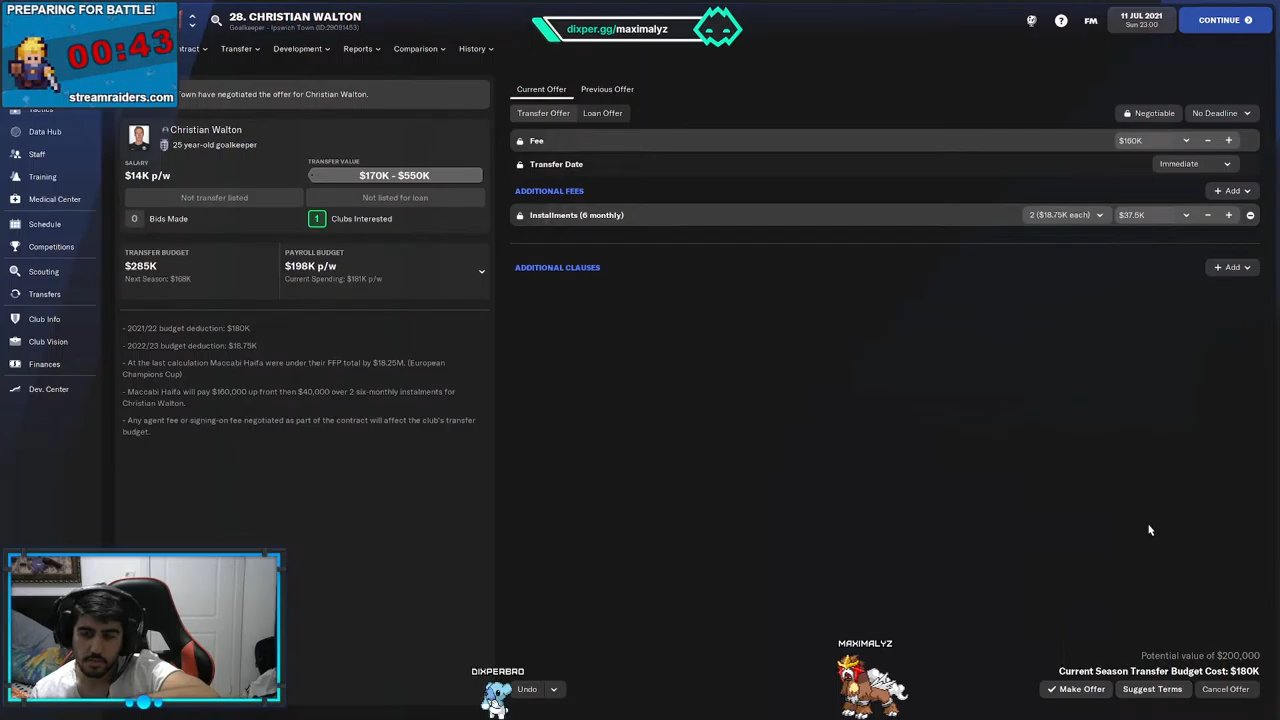 PREPARING FOR BATTLE!
00:43
streamraiders.com
28. CHRISTIAN WALTON
Goalkeeper - Ipswich Town (ID:29091453)
dixper.gg/maximalyz
FM
11 JUL 2021
Sun 23:00
CONTINUE
Transfer
Development
Reports
Comparison
History
own have negotiated the offer for Christian Walton.
Data Hub
Staff
Training
Medical Center
Schedule
Competitions
Scouting
Transfers
Club Info
Club Vision
Finances
Dev. Center
Christian Walton
25 year-old goalkeeper
SALARY
$14K p/w
TRANSFER VALUE
$170K - $550K
Not transfer listed
Not listed for loan
0 Bids Made
1 Clubs Interested
TRANSFER BUDGET
$285K
Next Season: $168K
PAYROLL BUDGET
$198K p/w
Current Spending: $181K p/w
- 2021/22 budget deduction: $180K
- 2022/23 budget deduction: $18.75K
- At the last calculation Maccabi Haifa were under their FFP total by $18.25M. (European
Champions Cup)
- Maccabi Haifa will pay $160,000 up front then $40,000 over 2 six-monthly instalments for
Christian Walton.
- Any agent fee or signing-on fee negotiated as part of the contract will affect the club's transfer
budget.
Current Offer
Previous Offer
Transfer Offer
Loan Offer
Negotiable
No Deadline
Fee
$160K
Transfer Date
Immediate
ADDITIONAL FEES
Add
Installments (6 monthly)
2 ($18.75K each)
$37.5K
ADDITIONAL CLAUSES
Add
DIXPERBRO
MAXIMALYZ
Undo
Potential value of $200,000
Current Season Transfer Budget Cost: $180K
Make Offer
Suggest Terms
Cancel Offer